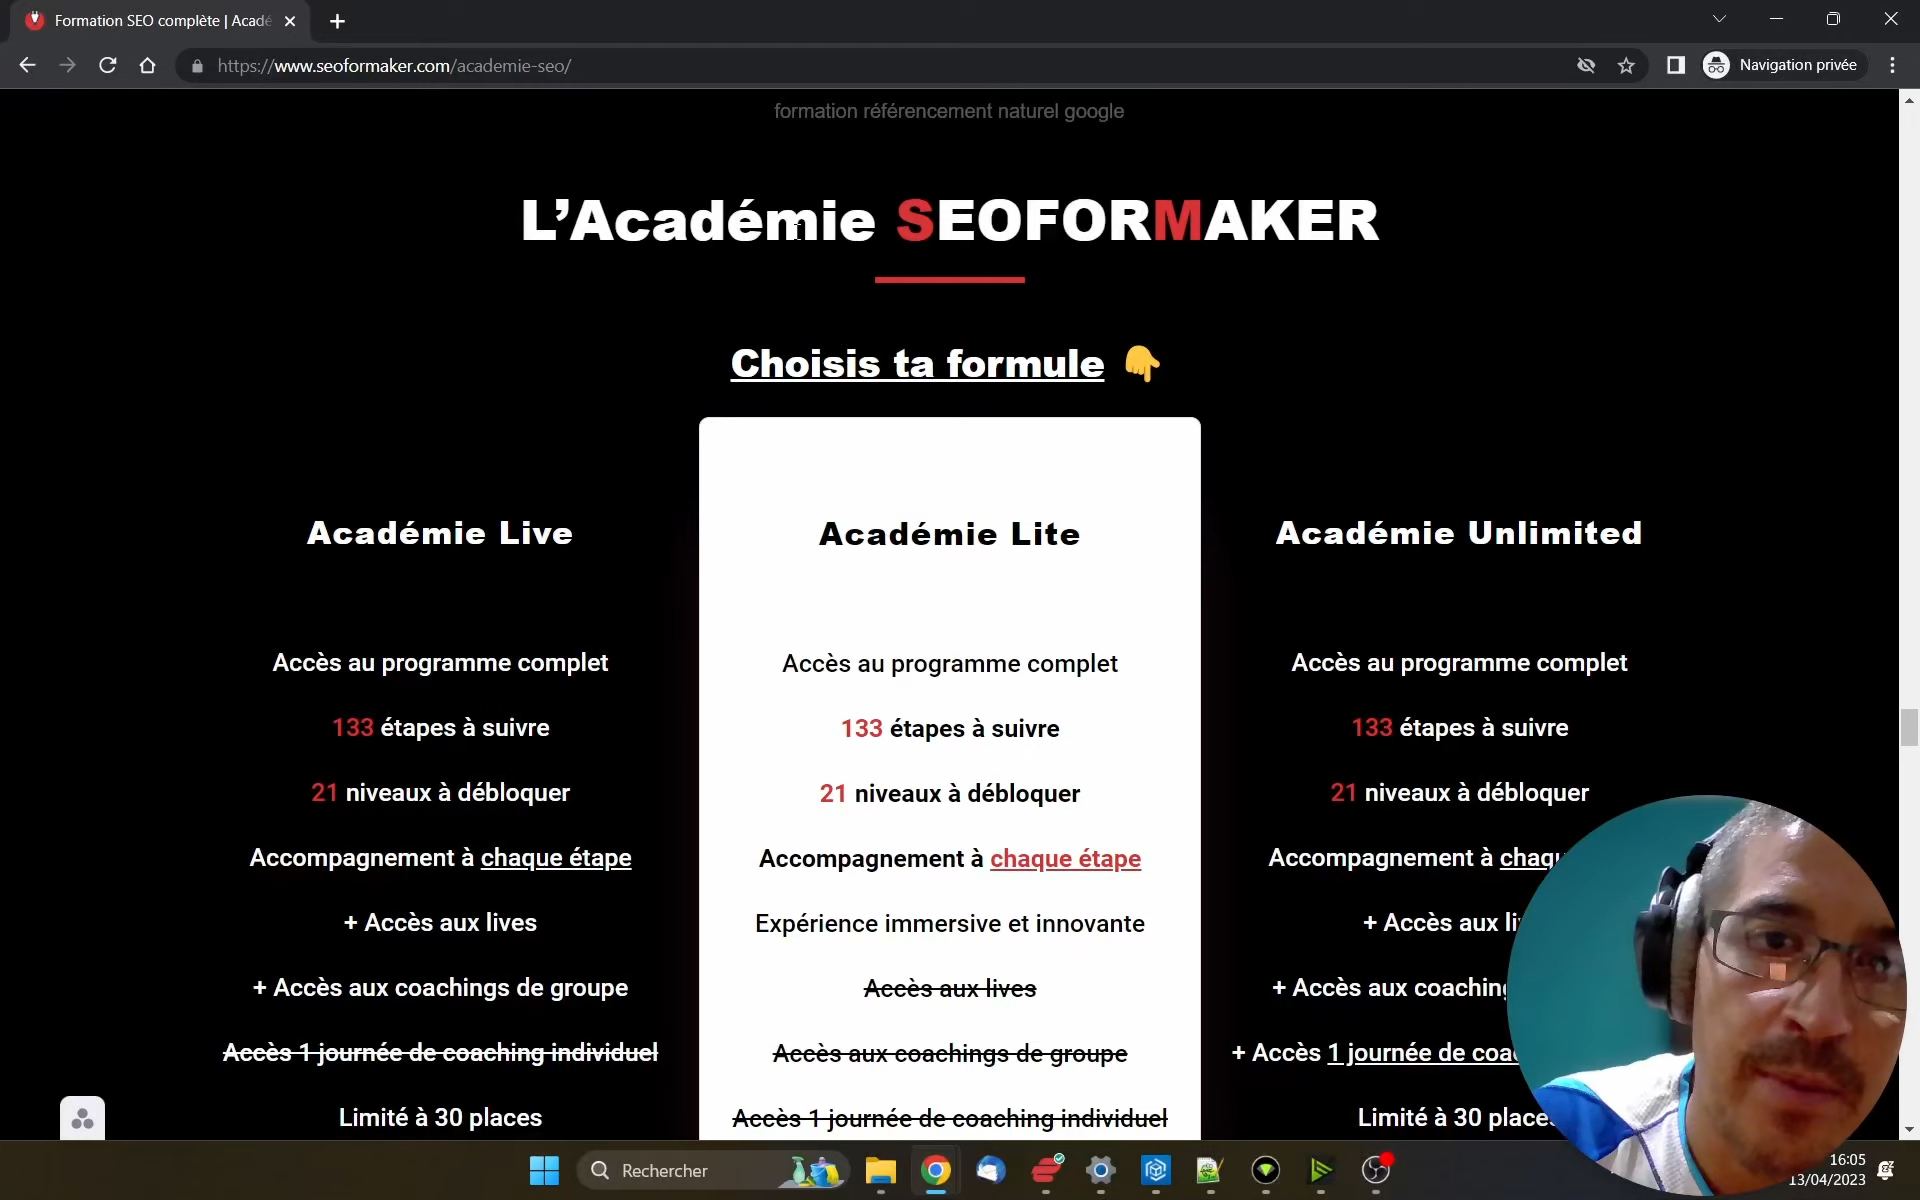 Formation SEO complète | Acadé
https://www.seoformaker.com/academie-seo/
Navigation privée
formation référencement naturel google
L’Académie SEOFORMAKER
Choisis ta formule
Académie Live
Accès au programme complet
133 étapes à suivre
21 niveaux à débloquer
Accompagnement à chaque étape
+ Accès aux lives
+ Accès aux coachings de groupe
Accès 1 journée de coaching individuel
Limité à 30 places
Académie Lite
Accès au programme complet
133 étapes à suivre
21 niveaux à débloquer
Accompagnement à chaque étape
Expérience immersive et innovante
Accès aux lives
Accès aux coachings de groupe
Accès 1 journée de coaching individuel
Académie Unlimited
Accès au programme complet
133 étapes à suivre
21 niveaux à débloquer
Accompagnement à
+ Accès aux
+ Accès aux
+ Accès 1 journée de
Limité à 30
Rechercher
16:05
13/04/2023